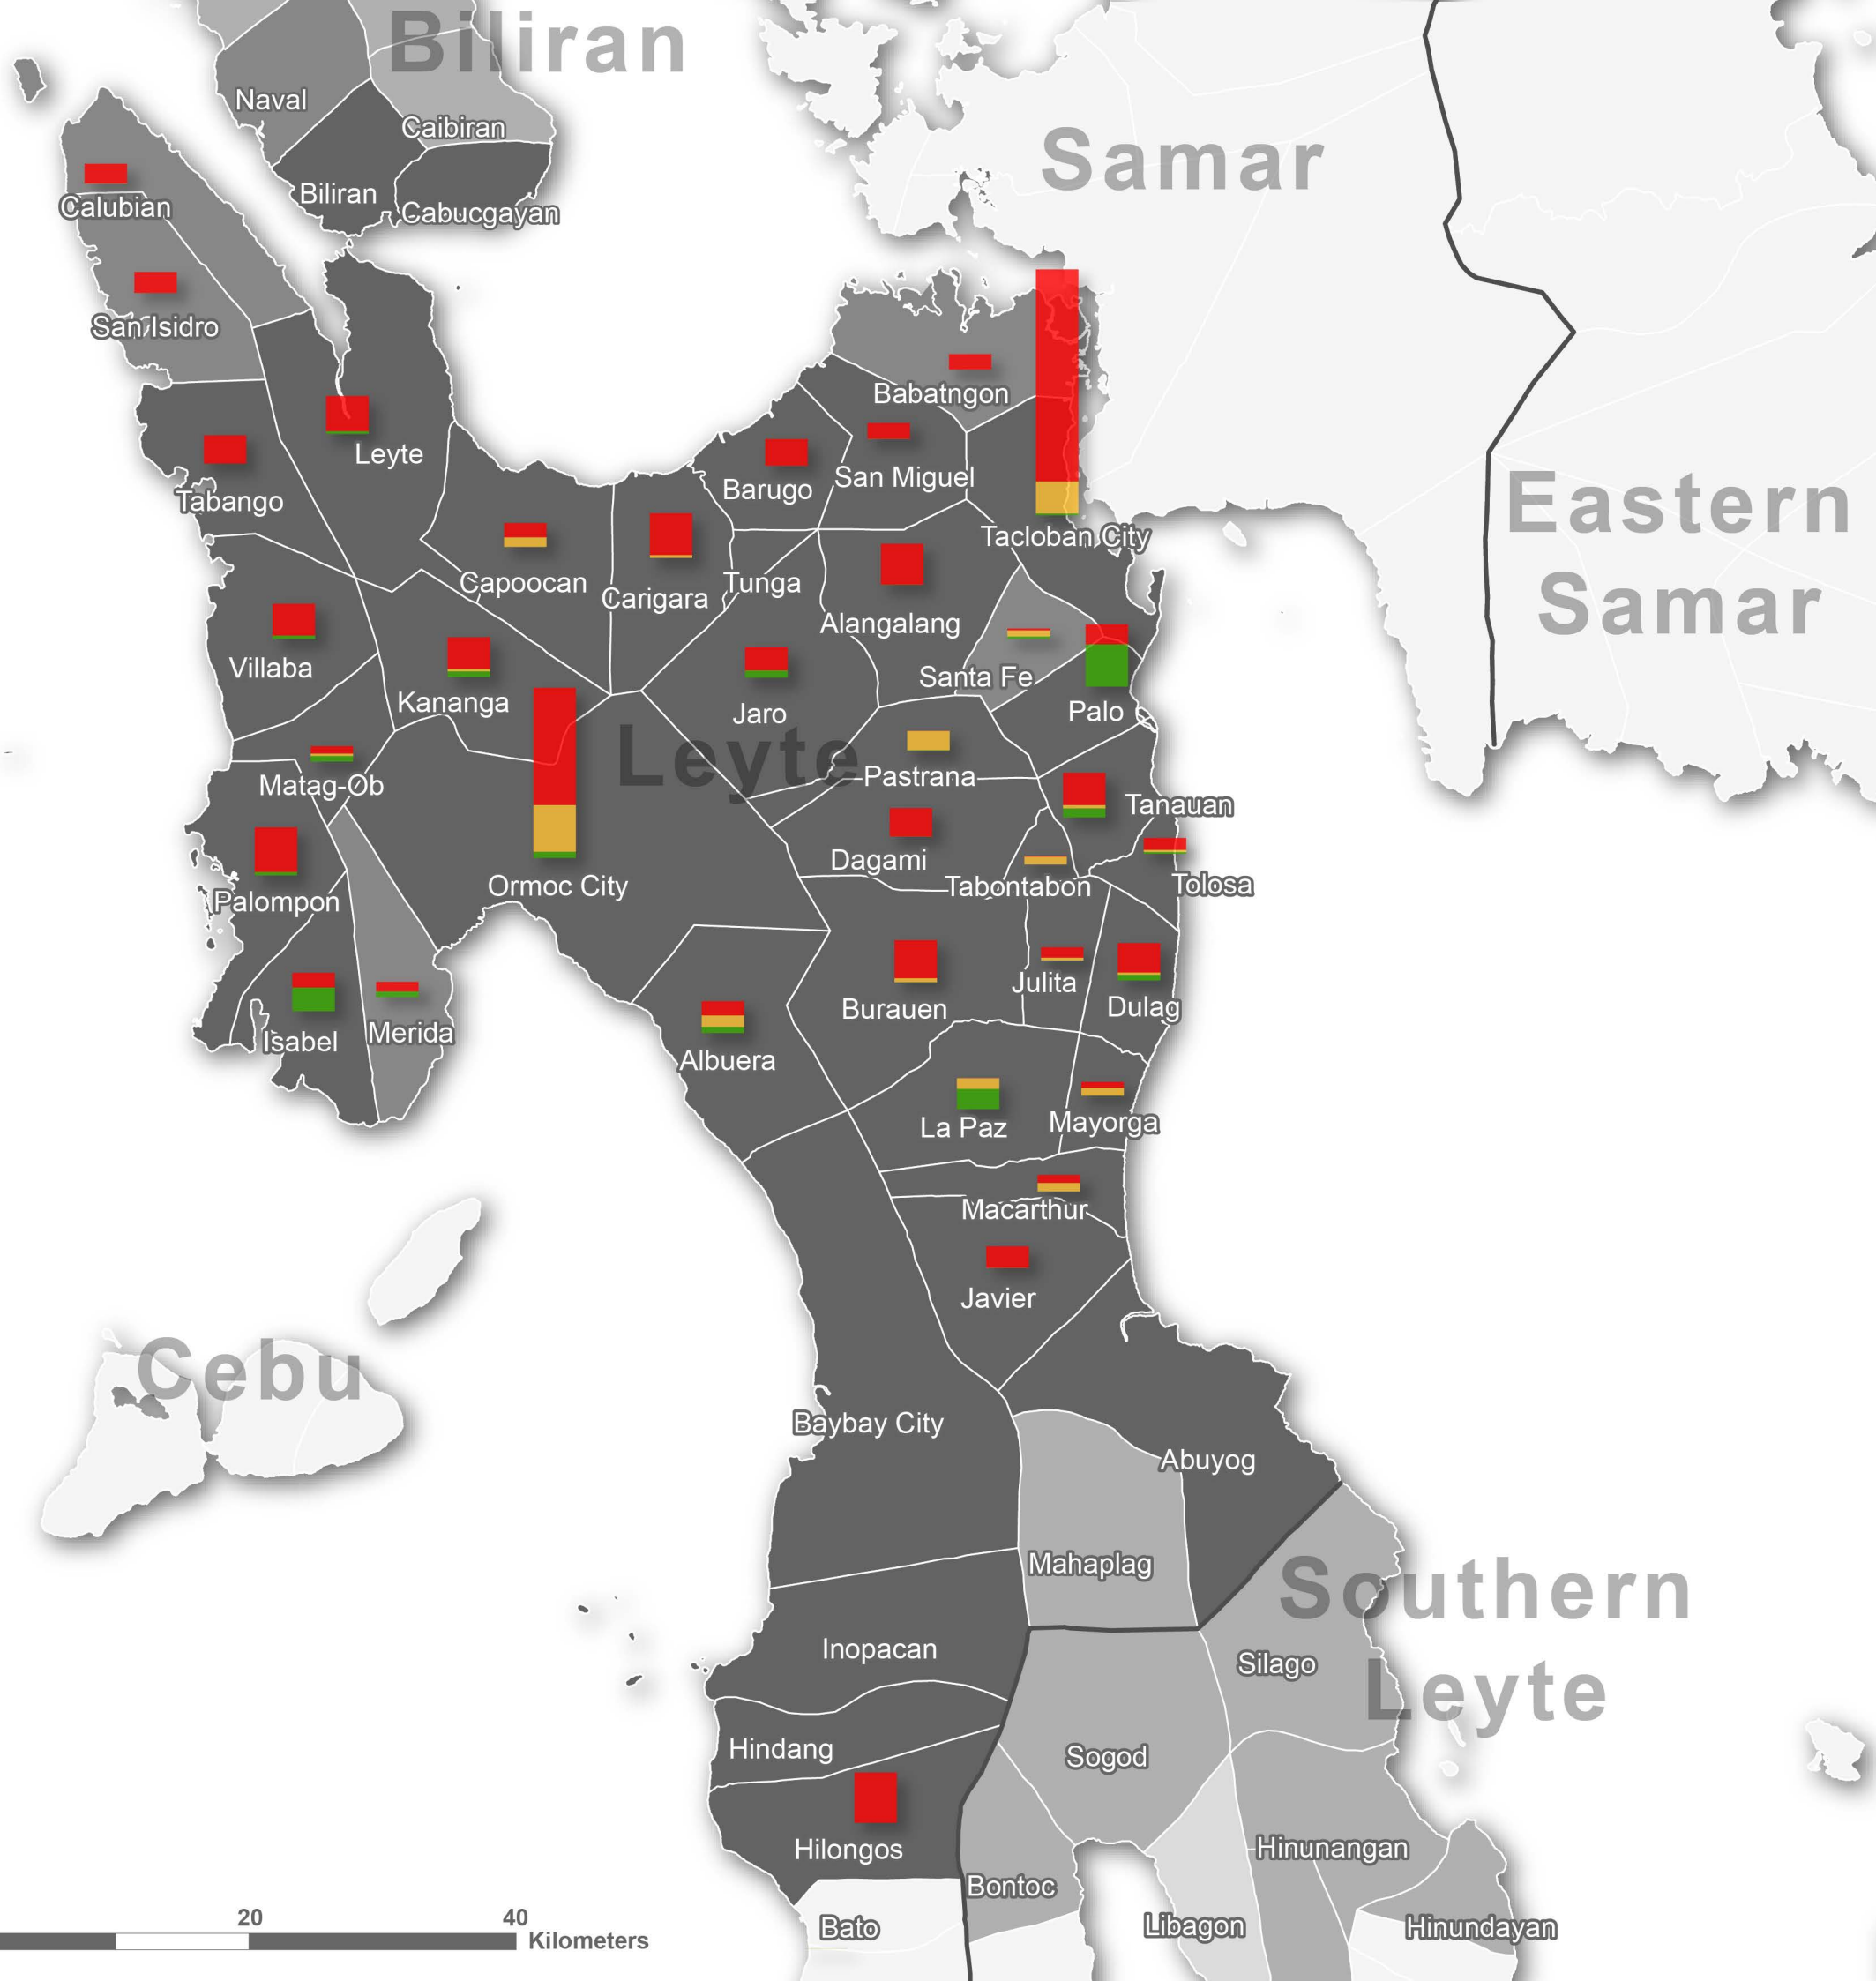 Biliran
Naval
Caibiran
Biliran
Cabucgayan
Samar
Calubian
San Isidro
Leyte
Tabango
Babatngon
San Miguel
Barugo
Tacloban City
Eastern
Samar
Capoocan
Carigara
Tunga
Alangalang
Villaba
Kananga
Jaro
Santa Fe
Palo
Leyte
Matag-Ob
Pastrana
Tanauan
Dagami
Tabontabon
Tolosa
Ormoc City
Palompon
Burauen
Julita
Dulag
Isabel
Merida
Albuera
La Paz
Mayorga
Macarthur
Javier
Cebu
Baybay City
Abuyog
Mahaplag
Southern
Leyte
Inopacan
Silago
Hindang
Sogod
Hilongos
Hinunangan
Bontoc
Bato
Libagon
Hinundayan
20
40
Kilometers